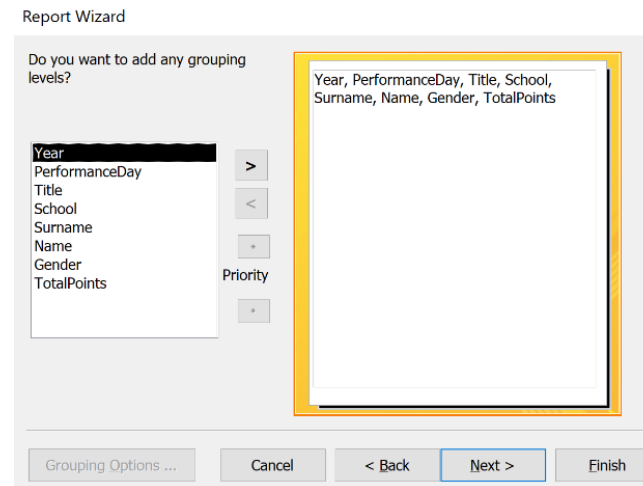 Report Wizard
Do you want to add any grouping
levels?
Year, PerformanceDay, Title, School,
Surname, Name, Gender, TotalPoints
Year
PerformanceDay
Title
School
Surname
Name
Gender
TotalPoints
>
<
Priority
Grouping Options ...
Cancel
< Back
Next >
Finish